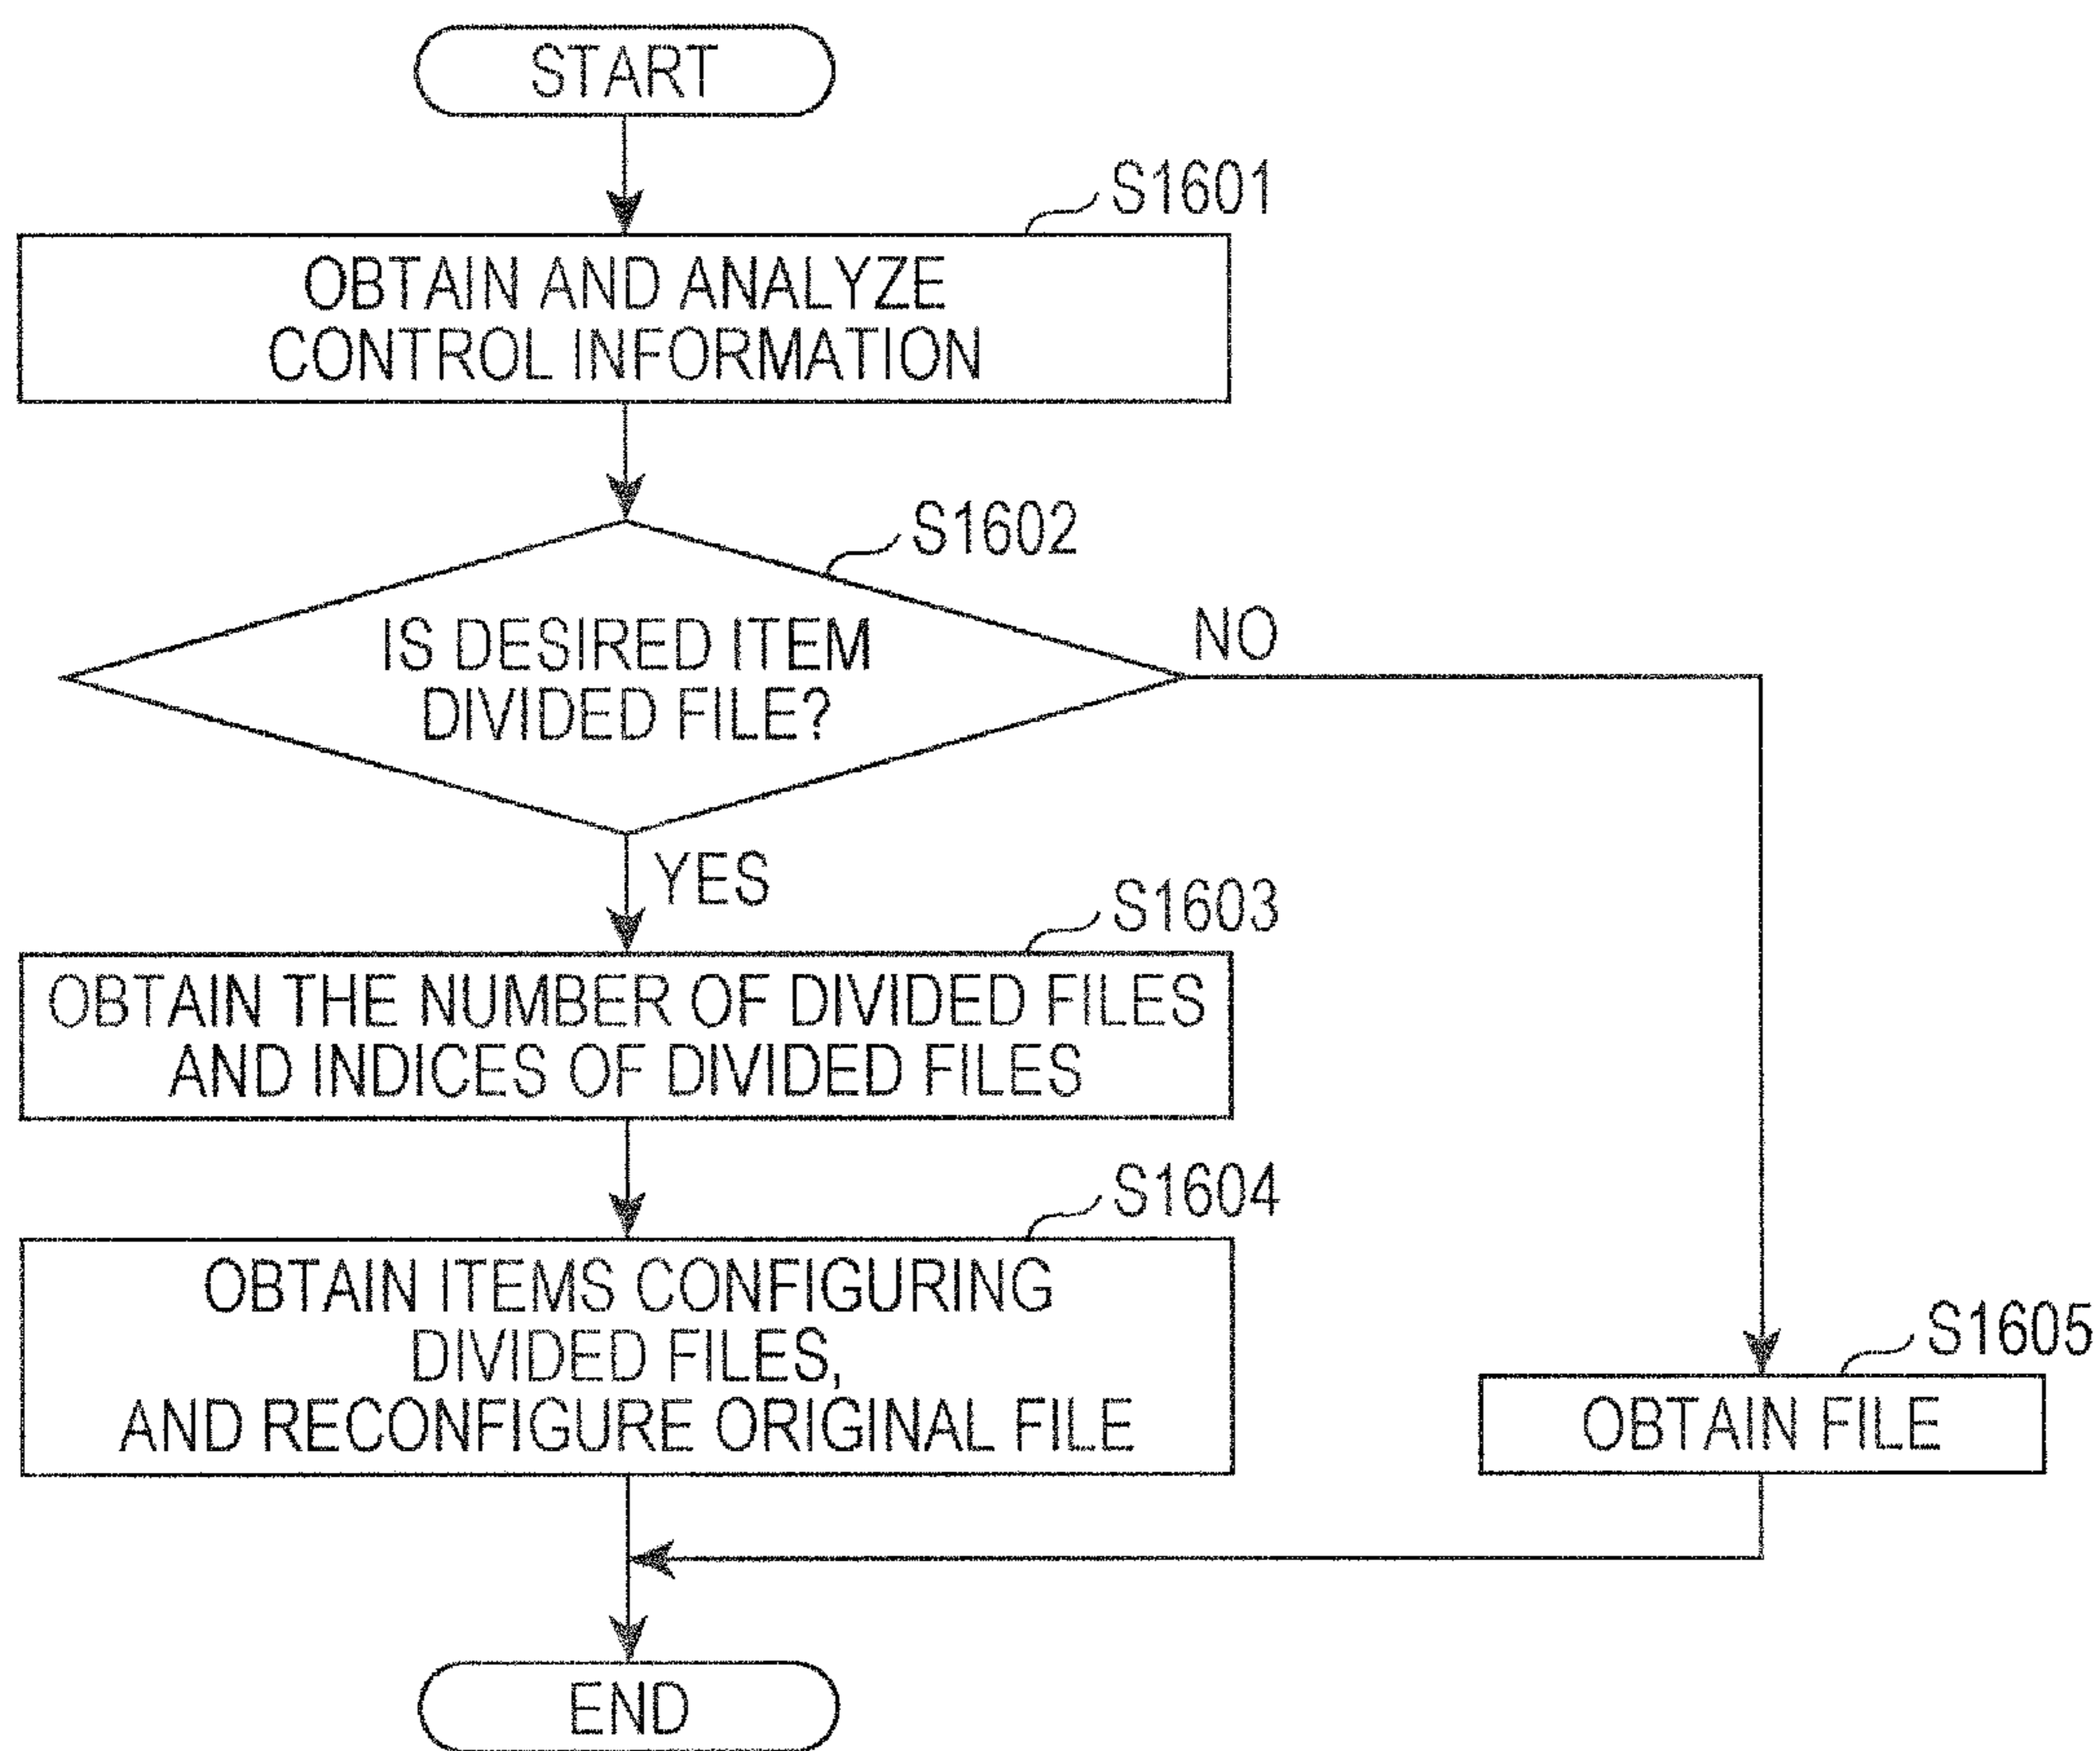 START
S1601
OBTAIN AND ANALYZE
CONTROL INFORMATION
S1602
IS DESIRED ITEM
DIVIDED FILE?
NO
YES
S1603
OBTAIN THE NUMBER OF DIVIDED FILES
AND INDICES OF DIVIDED FILES
S1604
OBTAIN ITEMS CONFIGURING
DIVIDED FILES,
AND RECONFIGURE ORIGINAL FILE
S1605
OBTAIN FILE
END